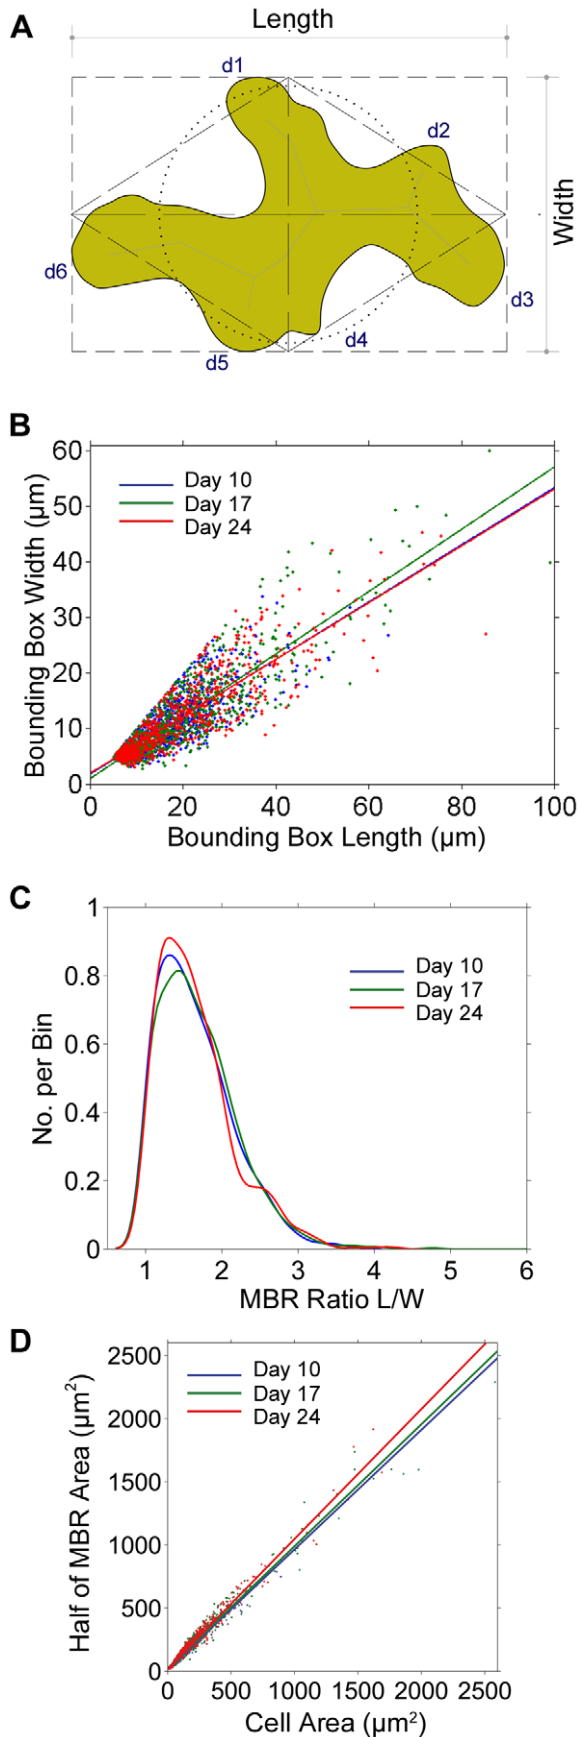 A
Length
d1
d2
Width
d6
d3
d4
d5
B
60
50
40
30
20
10
0
Bounding Box Width (µm)
Day 10
Day 17
Day 24
0 20 40 60 80 100
Bounding Box Length (µm)
C
1
0.8
0.6
0.4
0.2
0
No. per Bin
Day 10
Day 17
Day 24
1 2 3 4 5 6
MBR Ratio L/W
D
2500
2000
1500
1000
500
0
Half of MBR Area (µm²)
Day 10
Day 17
Day 24
0 500 1000 1500 2000 2500
Cell Area (µm²)